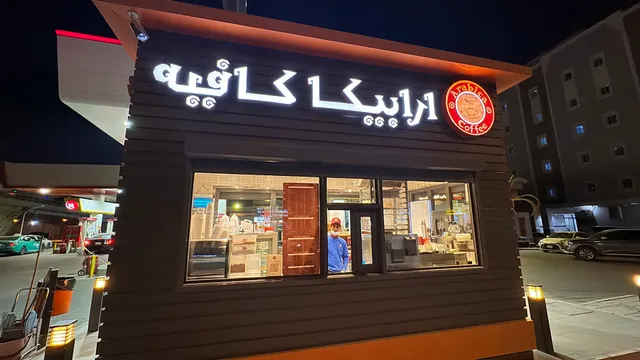 ارابيكا كافيه
Arabica
Coffee